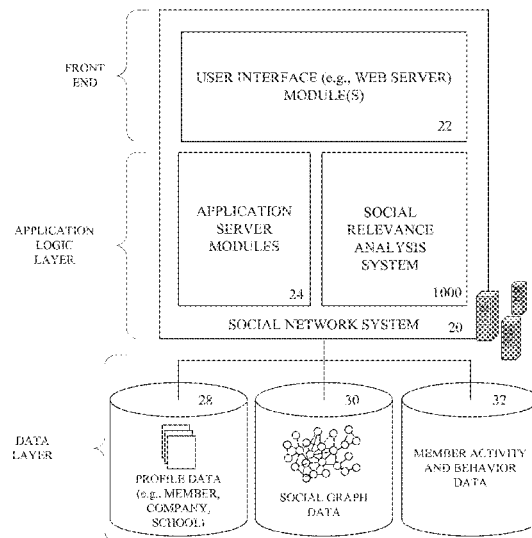 FRONT
END
USER INTERFACE (e.g., WEB SERVER)
MODULE(S)
22
APPLICATION
LOGIC
LAYER
APPLICATION
SERVER
MODULES
24
SOCIAL
RELEVANCE
ANALYSIS
SYSTEM
1000
SOCIAL NETWORK SYSTEM
20
DATA
LAYER
28
PROFILE DATA
(e.g., MEMBER,
COMPANY,
SCHOOL)
30
SOCIAL GRAPH
DATA
32
MEMBER ACTIVITY
AND BEHAVIOR
DATA